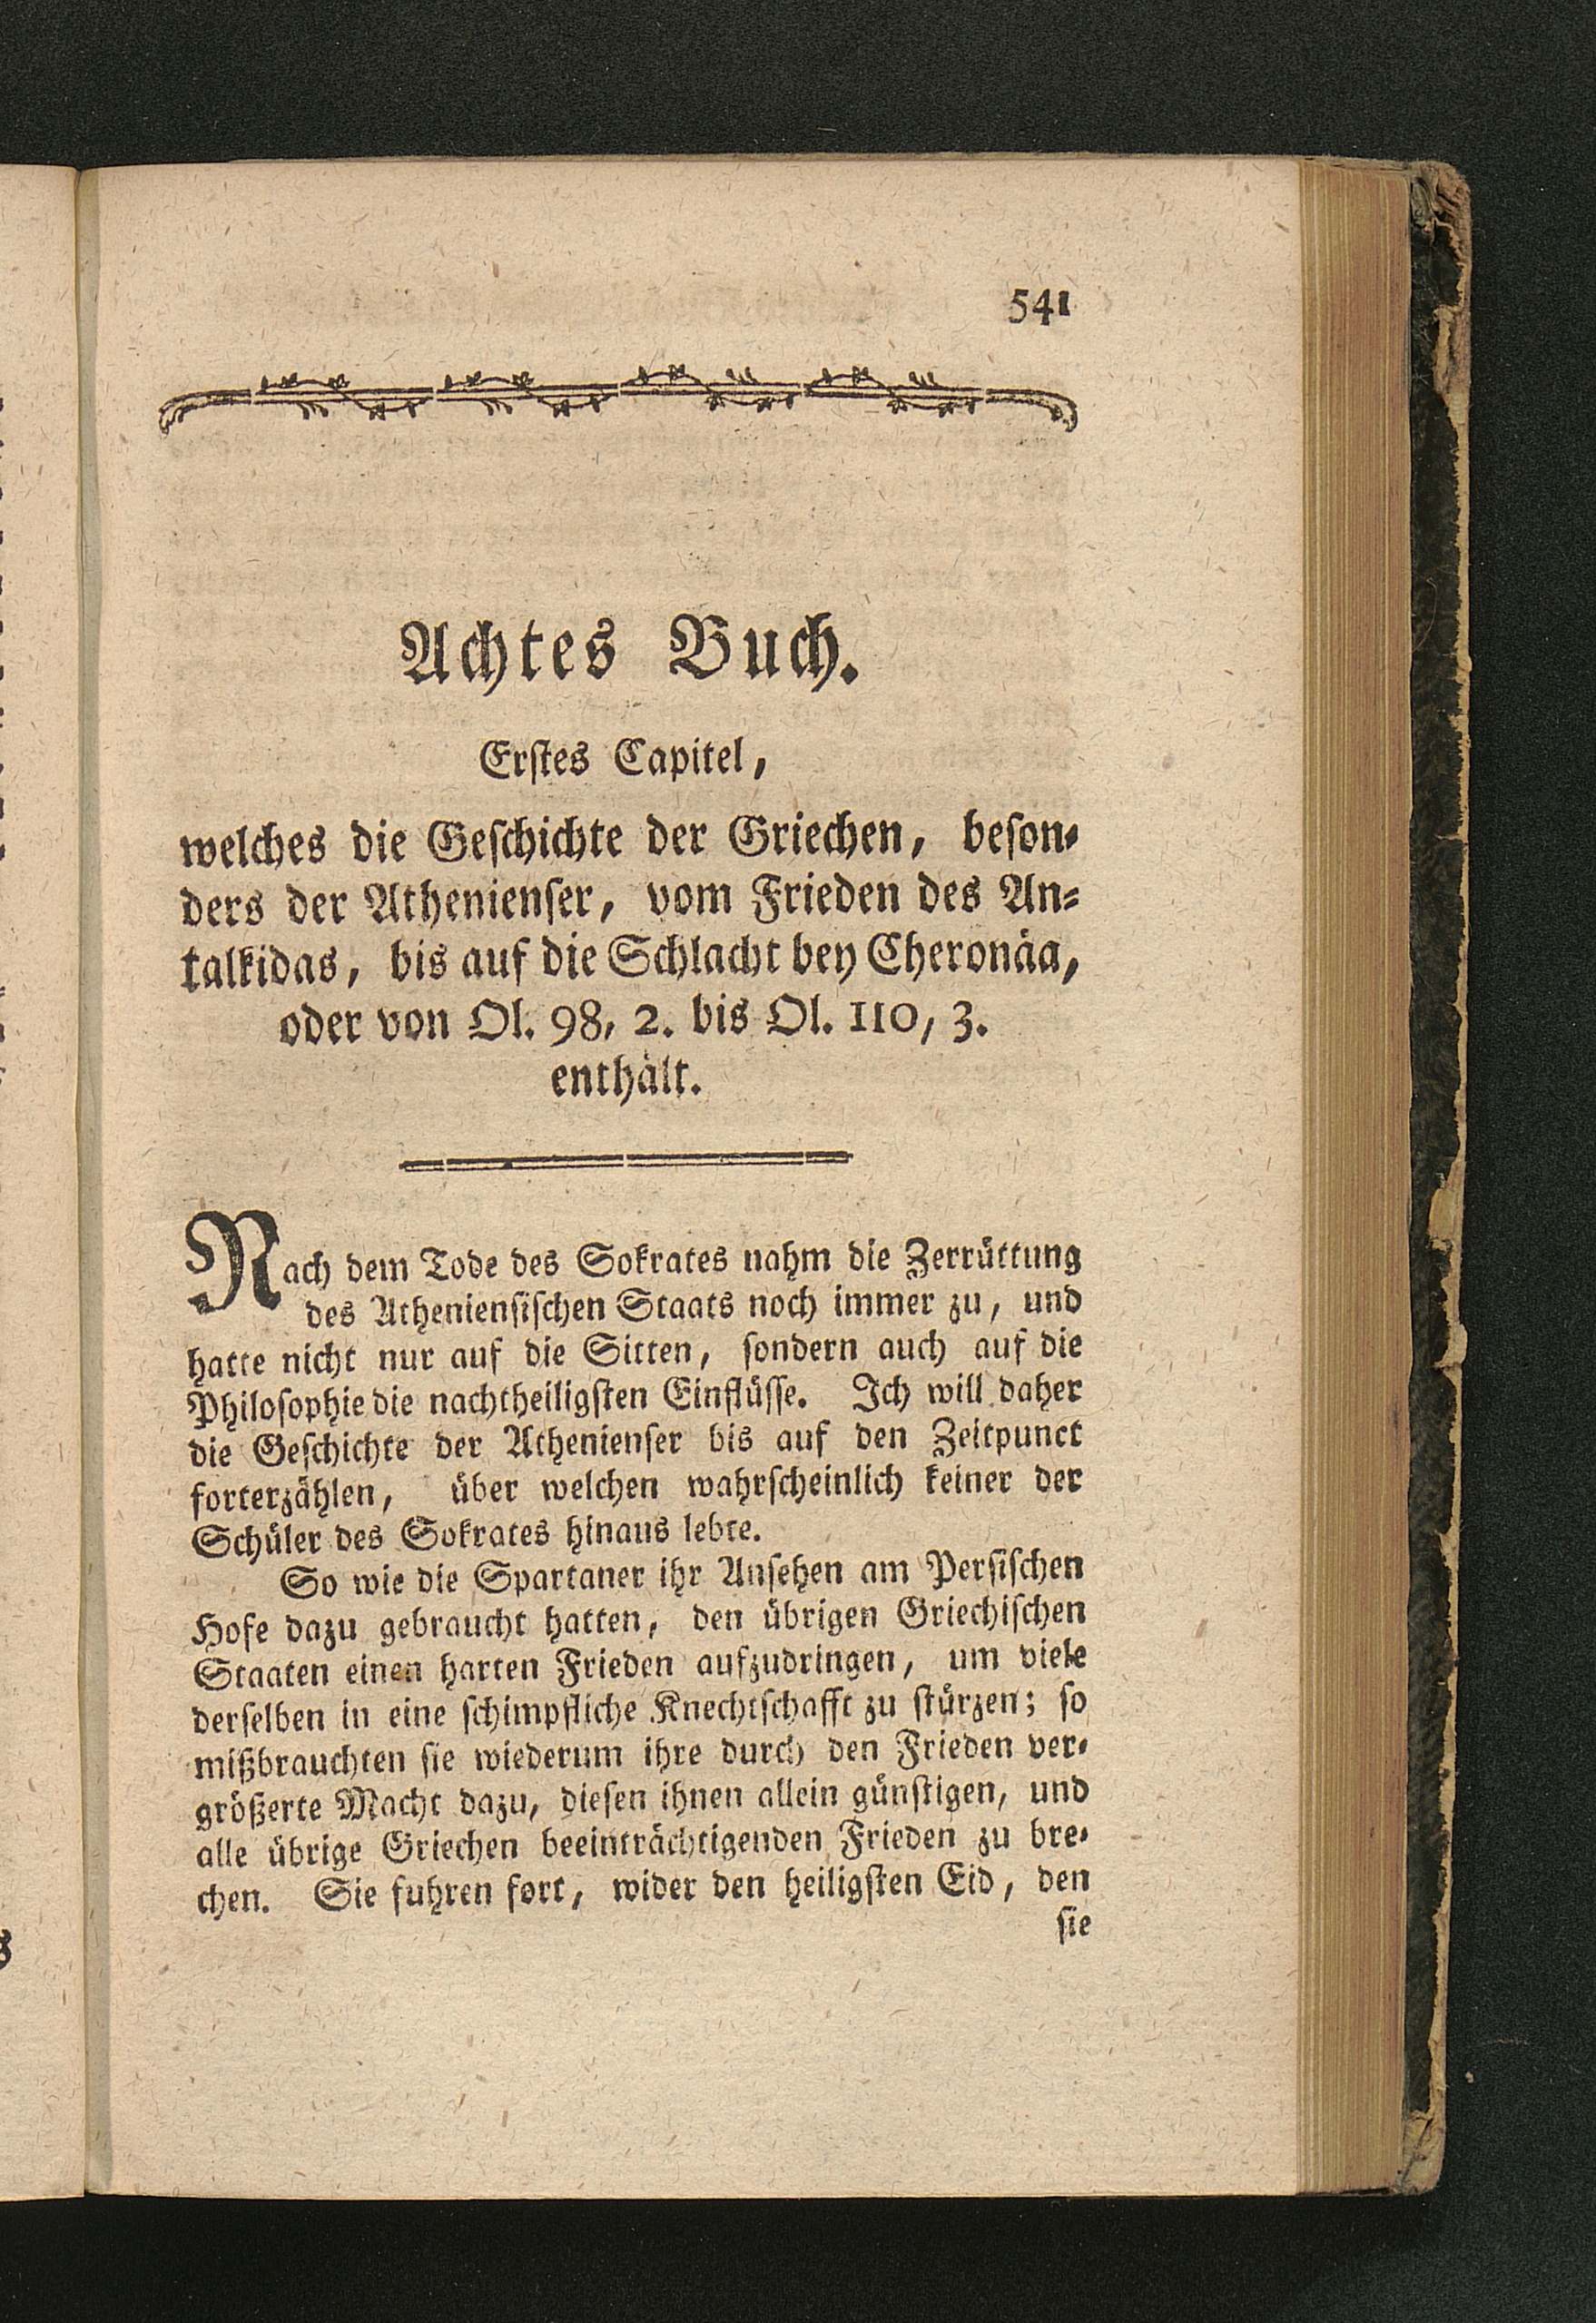 541
Achtes Buch.
Erstes Capitel,
welches die Geschichte der Griechen, beson-
ders der Athenienser, vom Frieden des An-
talkidas, bis auf die Schlacht bey Cheronäa,
oder von Ol. 98, 2. bis Ol. 110, 3.
enthält.
Nach dem Tode des Sokrates nahm die Zerrüttung
des Atheniensischen Staats noch immer zu, und
hatte nicht nur auf die Sitten, sondern auch auf die
Philosophie die nachtheiligsten Einflüsse. Ich will daher
die Geschichte der Athenienser bis auf den Zeitpunct
forterzählen, über welchen wahrscheinlich keiner der
Schüler des Sokrates hinaus lebte.
So wie die Spartaner ihr Ansehen am Persischen
Hofe dazu gebraucht hatten, den übrigen Griechischen
Staaten einen harten Frieden aufzudringen, um viele
derselben in eine schimpfliche Knechtschafft zu stürzen; so
mißbrauchten sie wiederum ihre durch den Frieden ver-
größerte Macht dazu, diesen ihnen allein günstigen, und
alle übrige Griechen beeinträchtigenden Frieden zu bre-
chen. Sie fuhren fort, wider den heiligsten Eid, den
sie